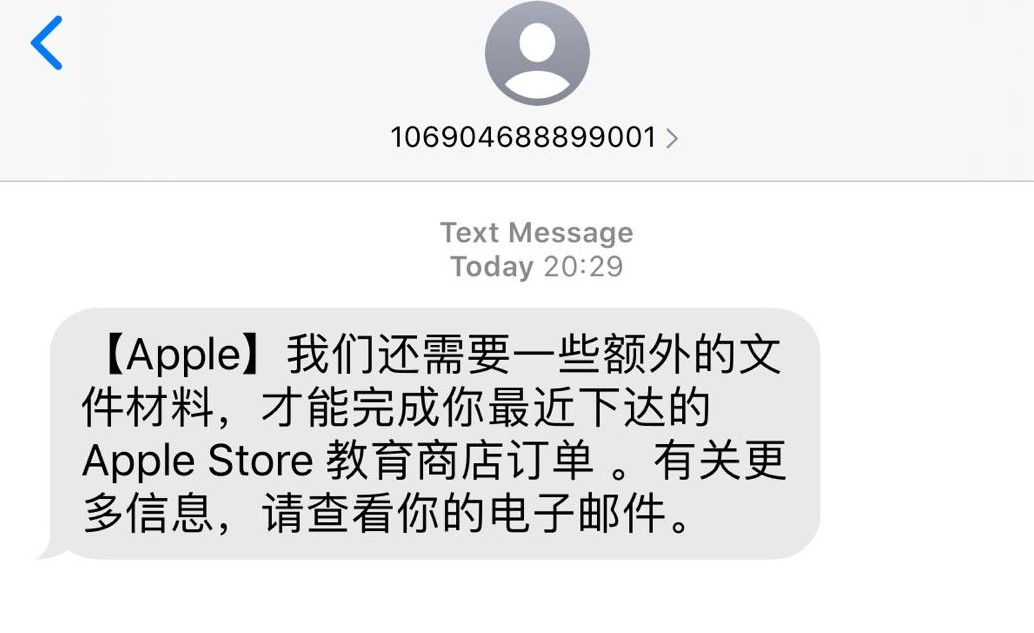 106904688899001
Text Message
Today 20:29
【Apple】我们还需要一些额外的文
件材料，才能完成你最近下达的
Apple Store 教育商店订单 。有关更
多信息，请查看你的电子邮件。